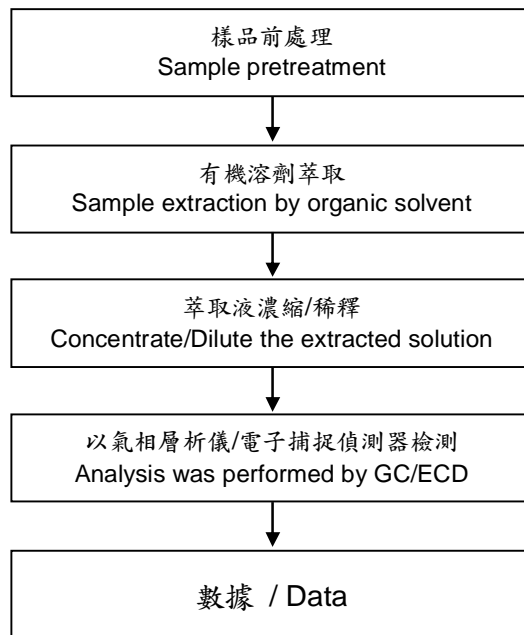 樣品前處理
Sample pretreatment
有機溶劑萃取
Sample extraction by organic solvent
萃取液濃縮/稀釋
Concentrate/Dilute the extracted solution
以氣相層析儀/電子捕捉偵測器檢測
Analysis was performed by GC/ECD
數據 / Data